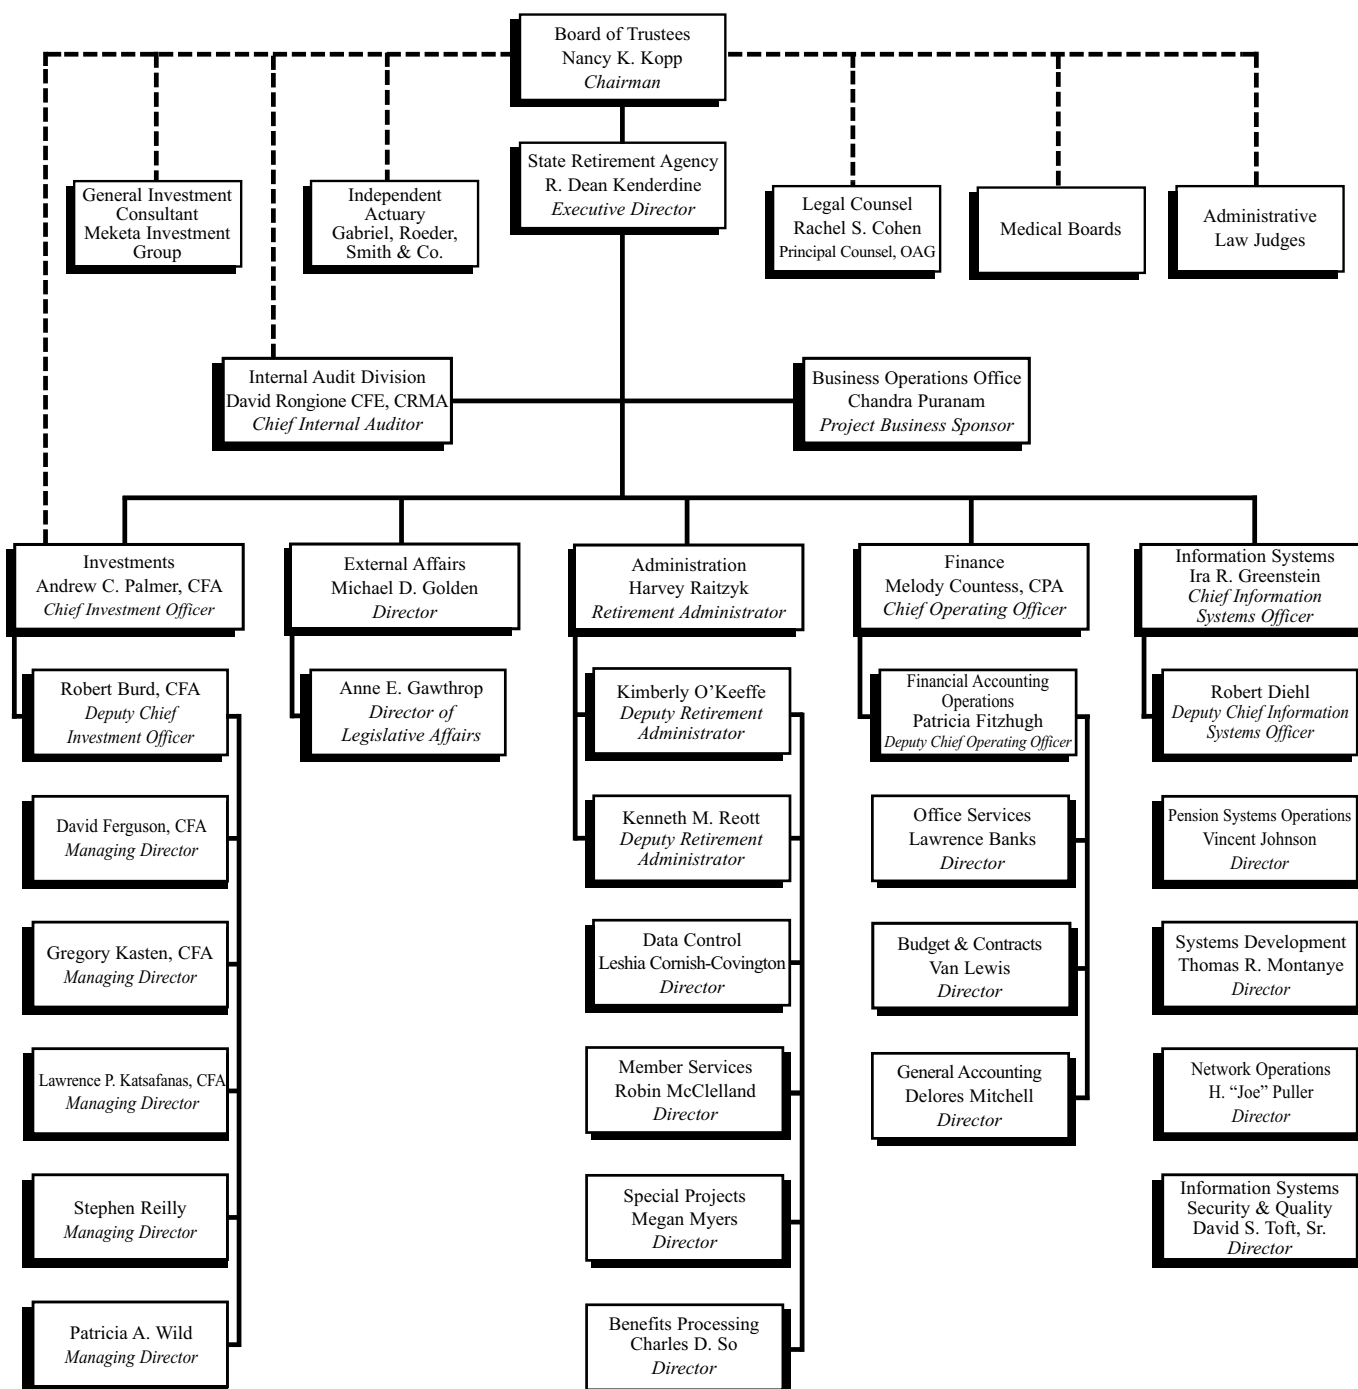 Board of Trustees
Nancy K. Kopp
Chairman
State Retirement Agency
R. Dean Kenderdine
Executive Director
General Investment
Consultant
Meketa Investment
Group
Independent
Actuary
Gabriel, Roeder,
Smith & Co.
Legal Counsel
Rachel S. Cohen
Principal Counsel, OAG
Medical Boards
Administrative
Law Judges
Internal Audit Division
David Rongione CFE, CRMA
Chief Internal Auditor
Business Operations Office
Chandra Puranam
Project Business Sponsor
Investments
Andrew C. Palmer, CFA
Chief Investment Officer
External Affairs
Michael D. Golden
Director
Administration
Harvey Raitzyk
Retirement Administrator
Finance
Melody Countess, CPA
Chief Operating Officer
Information Systems
Ira R. Greenstein
Chief Information
Systems Officer
Robert Burd, CFA
Deputy Chief
Investment Officer
David Ferguson, CFA
Managing Director
Gregory Kasten, CFA
Managing Director
Lawrence P. Katsafanas, CFA
Managing Director
Stephen Reilly
Managing Director
Patricia A. Wild
Managing Director
Anne E. Gawthrop
Director of
Legislative Affairs
Kimberly O’Keeffe
Deputy Retirement
Administrator
Kenneth M. Reott
Deputy Retirement
Administrator
Data Control
Leshia Cornish-Covington
Director
Member Services
Robin McClelland
Director
Special Projects
Megan Myers
Director
Benefits Processing
Charles D. So
Director
Financial Accounting
Operations
Patricia Fitzhugh
Deputy Chief Operating Officer
Office Services
Lawrence Banks
Director
Budget & Contracts
Van Lewis
Director
General Accounting
Delores Mitchell
Director
Robert Diehl
Deputy Chief Information
Systems Officer
Pension Systems Operations
Vincent Johnson
Director
Systems Development
Thomas R. Montanye
Director
Network Operations
H. “Joe” Puller
Director
Information Systems
Security & Quality
David S. Toft, Sr.
Director